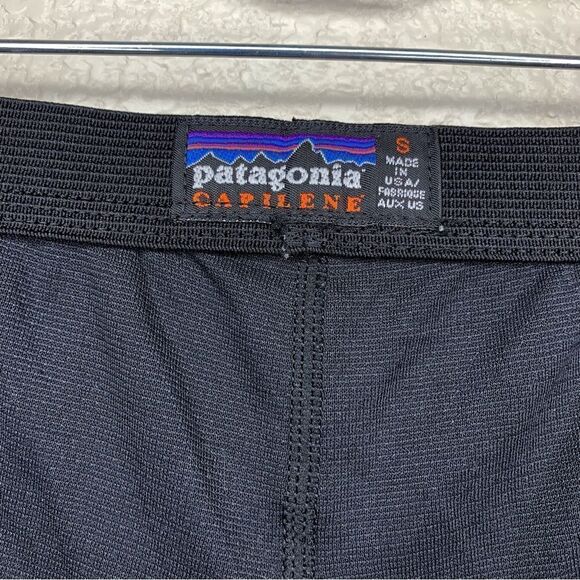 patagonia
CAPILENE
S
MADE
IN
USA/
FABRIQUE
AUX US